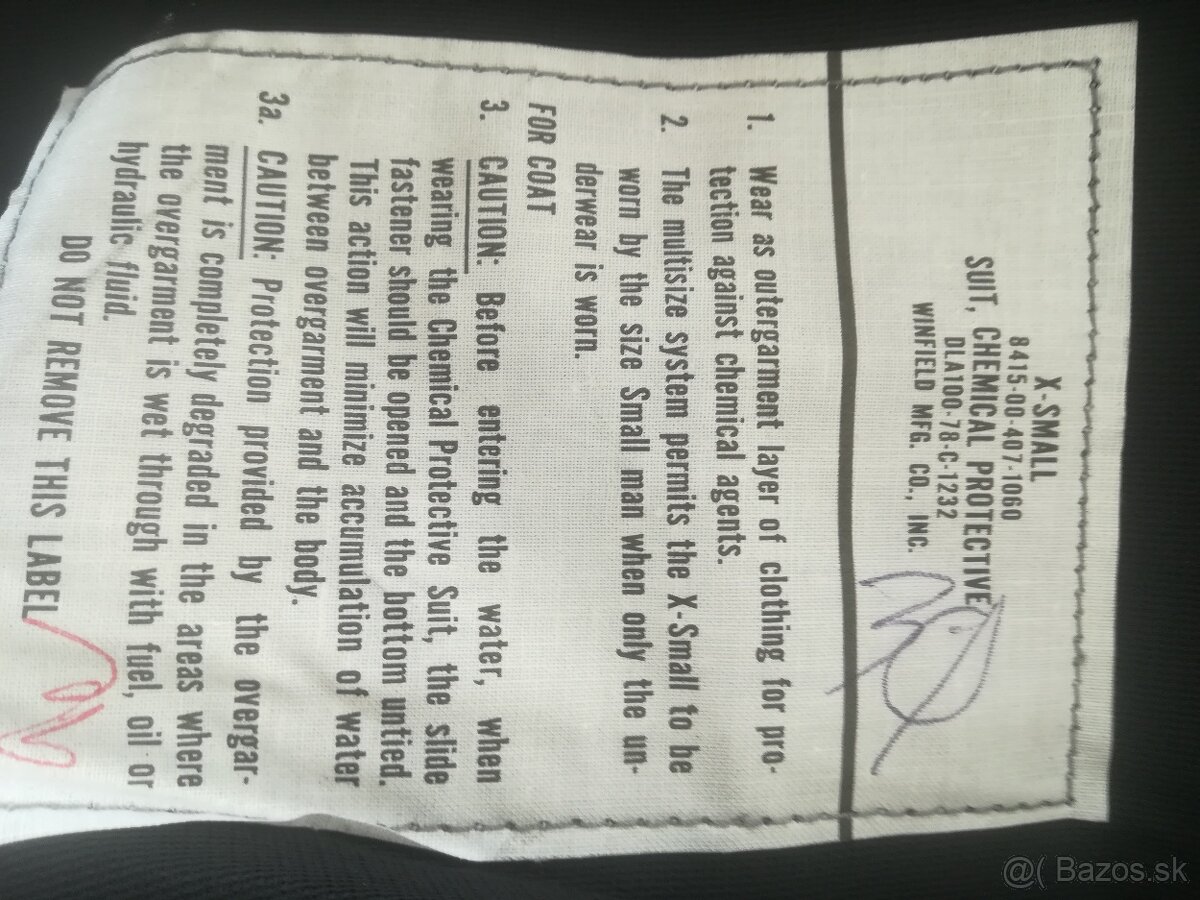 X-SMALL
8415-00-407-1060
SUIT, CHEMICAL PROTECTIVE
DLA100-78-C-1232
WINFIELD MFG. CO., INC.
1. Wear as outergarment layer of clothing for pro-
tection against chemical agents.
2. The multisize system permits the X-Small to be
worn by the size Small man when only the un-
derwear is worn.
FOR COAT
3. CAUTION: Before entering the water, when
wearing the Chemical Protective Suit, the slide
fastener should be opened and the bottom untied.
This action will minimize accumulation of water
between overgarment and the body.
3a. CAUTION: Protection provided by the overgar-
ment is completely degraded in the areas where
the overgarment is wet through with fuel, oil or
hydraulic fluid.
DO NOT REMOVE THIS LABEL
@( Bazos.sk